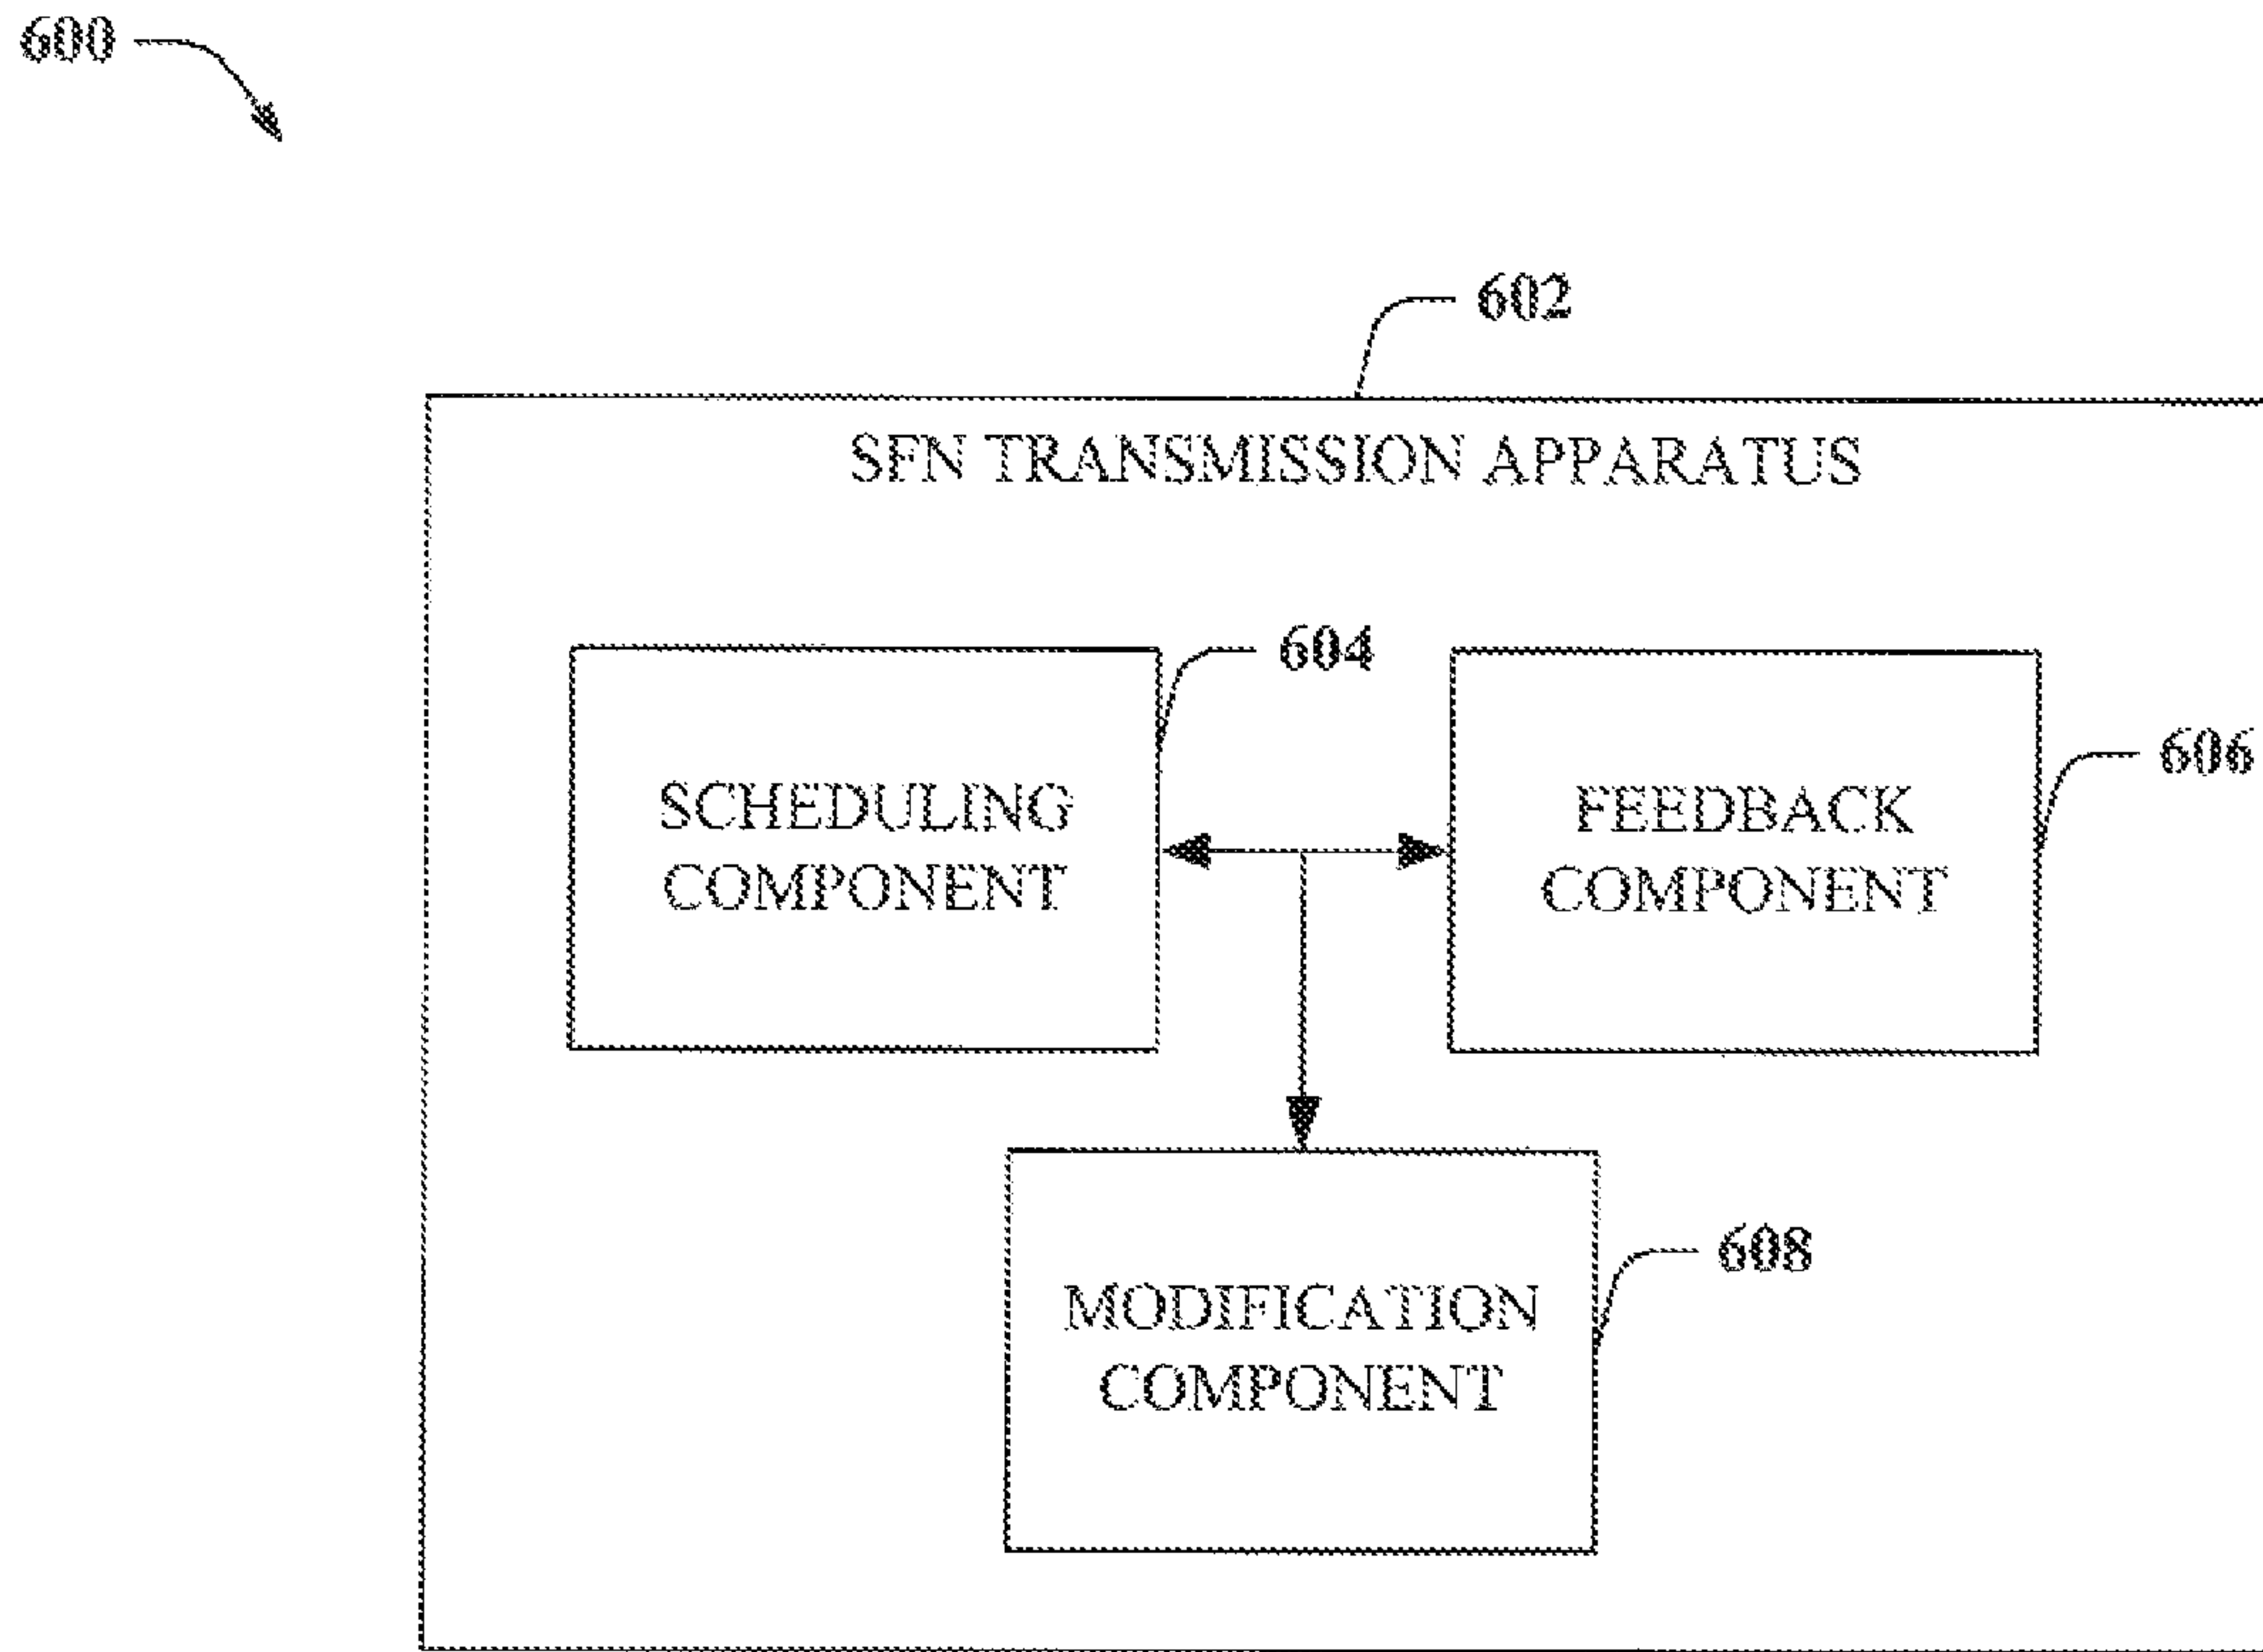 600
602
SFN TRANSMISSION APPARATUS
604
606
SCHEDULING
COMPONENT
FEEDBACK
COMPONENT
608
MODIFICATION
COMPONENT